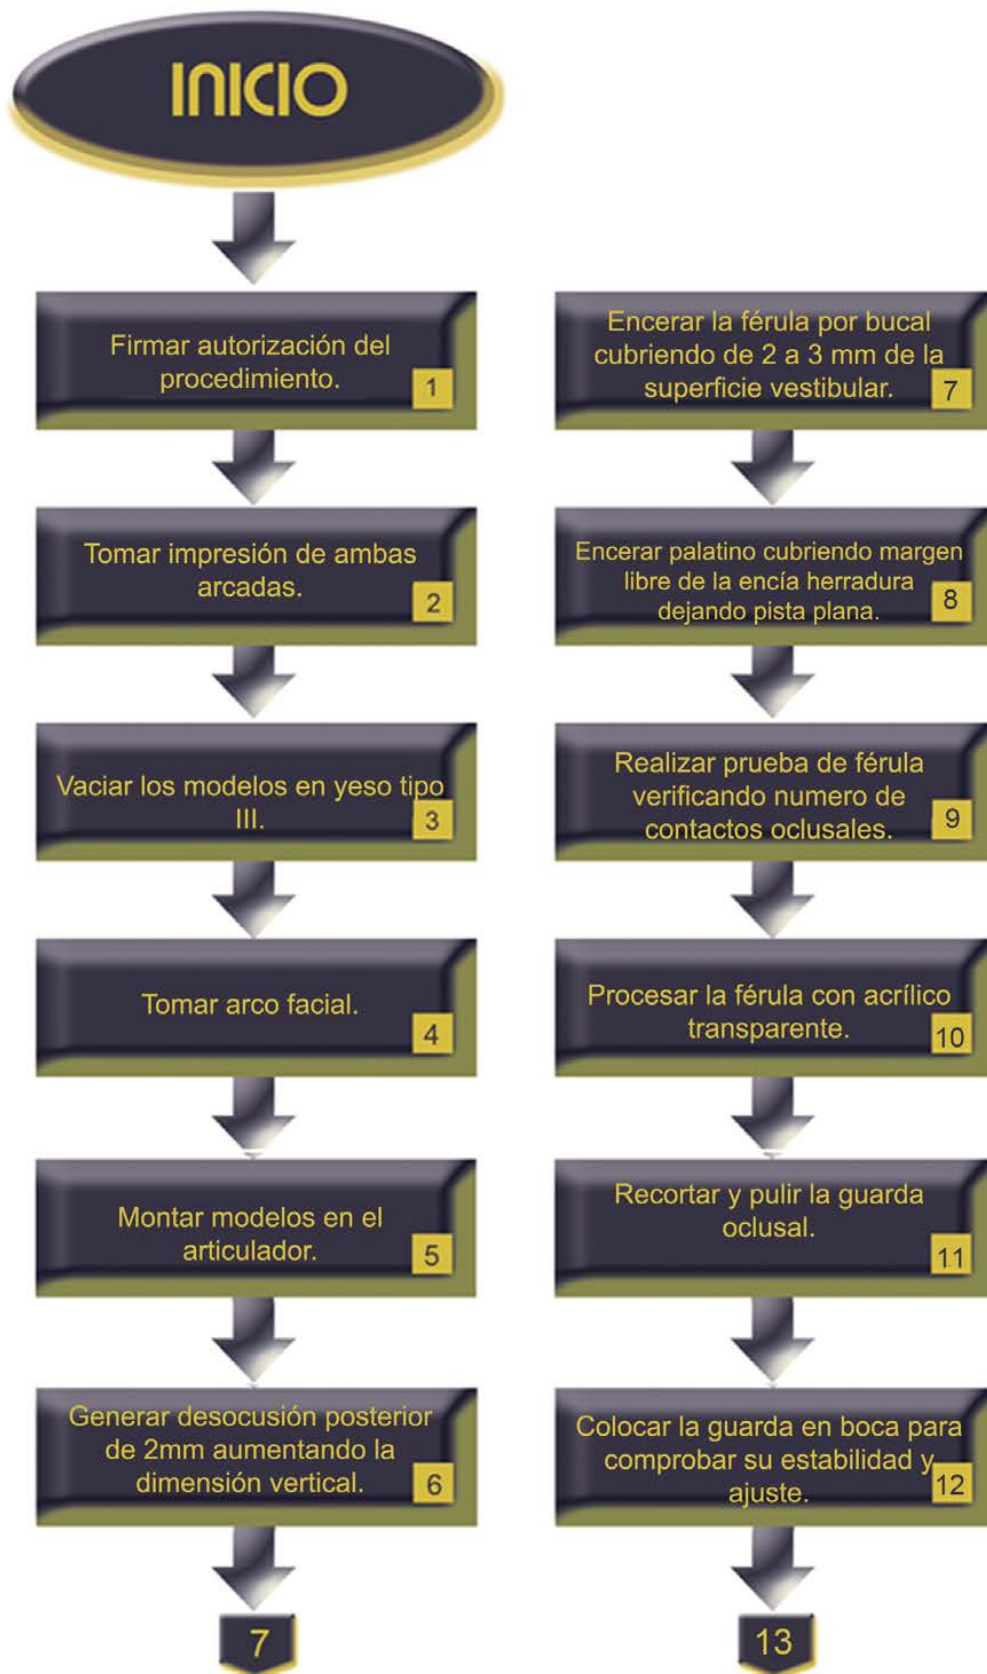 INICIO
Firmar autorización del
procedimiento.
1
Tomar impresión de ambas
arcadas.
2
Vaciar los modelos en yeso tipo
III.
3
Tomar arco facial.
4
Montar modelos en el
articulador.
5
Generar desocusión posterior
de 2mm aumentando la
dimensión vertical.
6
7
Encerar la férula por bucal
cubriendo de 2 a 3 mm de la
superficie vestibular.
7
Encerar palatino cubriendo margen
libre de la encía herradura
dejando pista plana.
8
Realizar prueba de férula
verificando numero de
contactos oclusales.
9
Procesar la férula con acrílico
transparente.
10
Recortar y pulir la guarda
oclusal.
11
Colocar la guarda en boca para
comprobar su estabilidad y
ajuste.
12
13